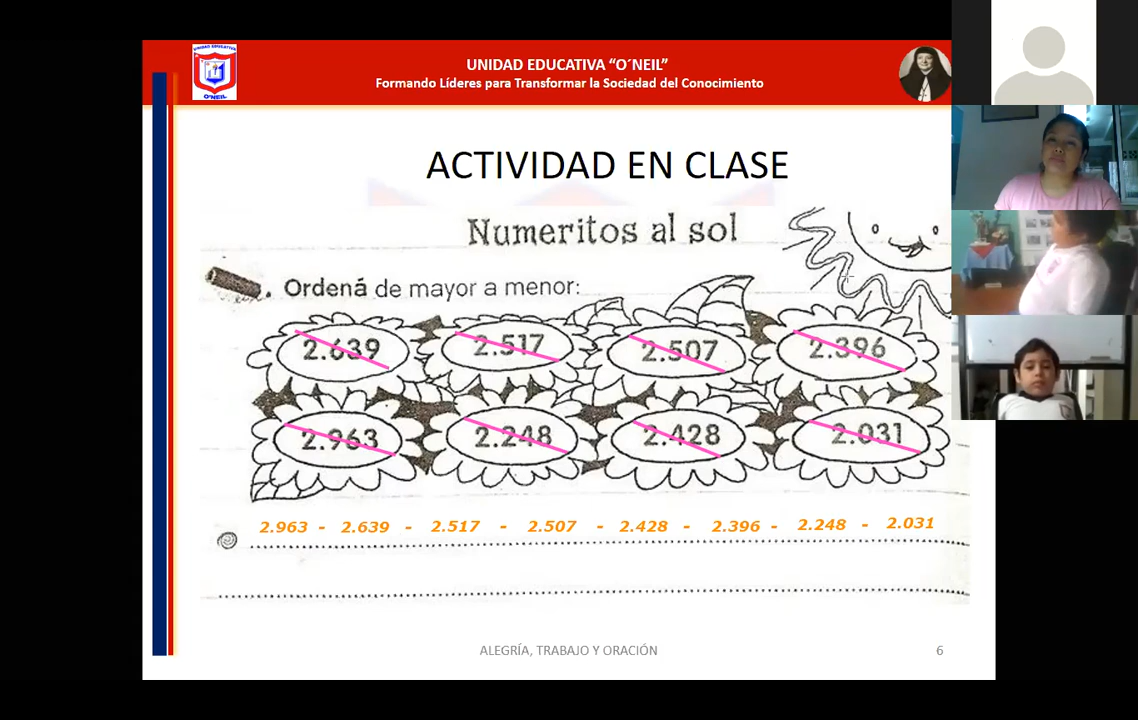 UNIDAD EDUCATIVA
O´NEIL
UNIDAD EDUCATIVA “O´NEIL”
Formando Líderes para Transformar la Sociedad del Conocimiento
ACTIVIDAD EN CLASE
Numeritos al sol
. Ordená de mayor a menor:
2.639 2.517 2.507 2.396
2.963 2.248 2.428 2.031
2.963 - 2.639 - 2.517 - 2.507 - 2.428 - 2.396 - 2.248 - 2.031
ALEGRÍA, TRABAJO Y ORACIÓN 6